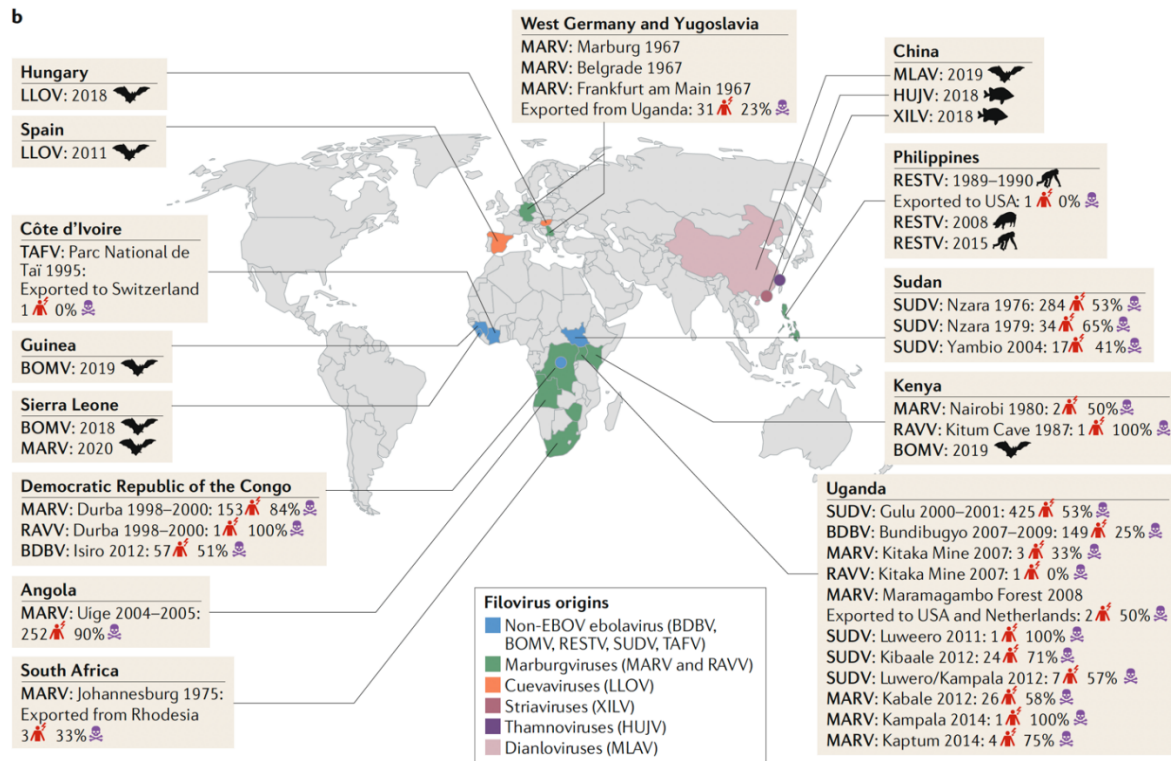 b
West Germany and Yugoslavia
MARV: Marburg 1967
MARV: Belgrade 1967
MARV: Frankfurt am Main 1967
Exported from Uganda: 31 23%
Hungary
LLOV: 2018
Spain
LLOV: 2011
Côte d'Ivoire
TAFV: Parc National de
Taï 1995:
Exported to Switzerland
1 0%
Guinea
BOMV: 2019
Sierra Leone
BOMV: 2018
MARV: 2020
Democratic Republic of the Congo
MARV: Durba 1998–2000: 153 84%
RAVV: Durba 1998–2000: 1 100%
BDBV: Isiro 2012: 57 51%
Angola
MARV: Uige 2004–2005:
252 90%
South Africa
MARV: Johannesburg 1975:
Exported from Rhodesia
3 33%
Filovirus origins
Non-EBOV ebolavirus (BDBV,
BOMV, RESTV, SUDV, TAFV)
Marburgviruses (MARV and RAVV)
Cuevaviruses (LLOV)
Striaviruses (XILV)
Thamnoviruses (HUJV)
Dianloviruses (MLAV)
China
MLAV: 2019
HUJV: 2018
XILV: 2018
Philippines
RESTV: 1989–1990
Exported to USA: 1 0%
RESTV: 2008
RESTV: 2015
Sudan
SUDV: Nzara 1976: 284 53%
SUDV: Nzara 1979: 34 65%
SUDV: Yambio 2004: 17 41%
Kenya
MARV: Nairobi 1980: 2 50%
RAVV: Kitum Cave 1987: 1 100%
BOMV: 2019
Uganda
SUDV: Gulu 2000–2001: 425 53%
BDBV: Bundibugyo 2007–2009: 149 25%
MARV: Kitaka Mine 2007: 3 33%
RAVV: Kitaka Mine 2007: 1 0%
MARV: Maramagambo Forest 2008
Exported to USA and Netherlands: 2 50%
SUDV: Luweero 2011: 1 100%
SUDV: Kibaale 2012: 24 71%
SUDV: Luwero/Kampala 2012: 7 57%
MARV: Kabale 2012: 26 58%
MARV: Kampala 2014: 1 100%
MARV: Kaptum 2014: 4 75%